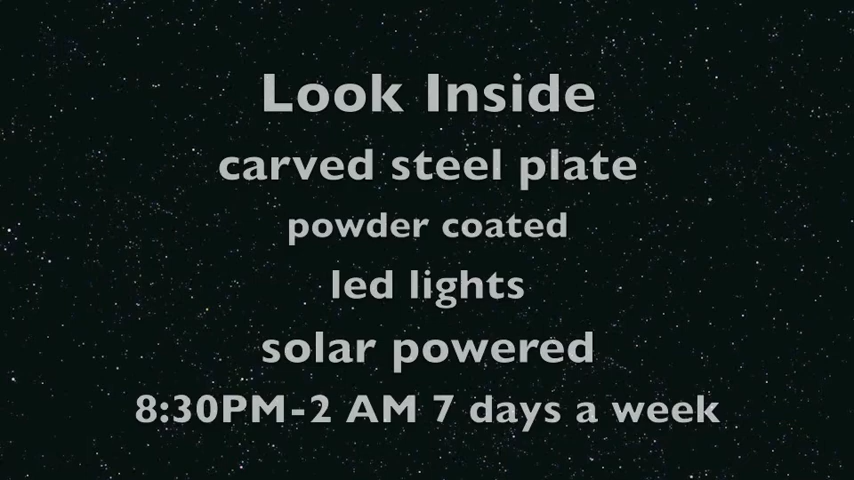 Look Inside
carved steel plate
powder coated
led lights
solar powered
8:30PM-2 AM 7 days a week